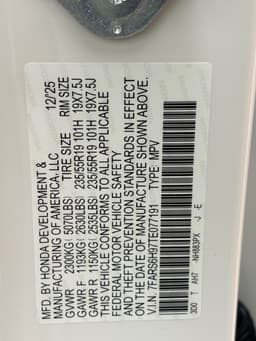 MFD. BY HONDA DEVELOPMENT & 12/'25
MANUFACTURING OF AMERICA, LLC
TIRE SIZE RIM SIZE
GVWR 2300KG( 5070LBS)
GAWR F 1193KG( 2630LBS) 235/55R19 101H 19X7.5J
GAWR R 1150KG( 2535LBS) 235/55R19 101H 19X7.5J
THIS VEHICLE CONFORMS TO ALL APPLICABLE
FEDERAL MOTOR VEHICLE SAFETY
AND THEFT PREVENTION STANDARDS IN EFFECT
ON THE DATE OF MANUFACTURE SHOWN ABOVE.
V.I.N. 7FARS6H97TE077191 TYPE: MPV
3D0 T AH7 -NH883PX J -E